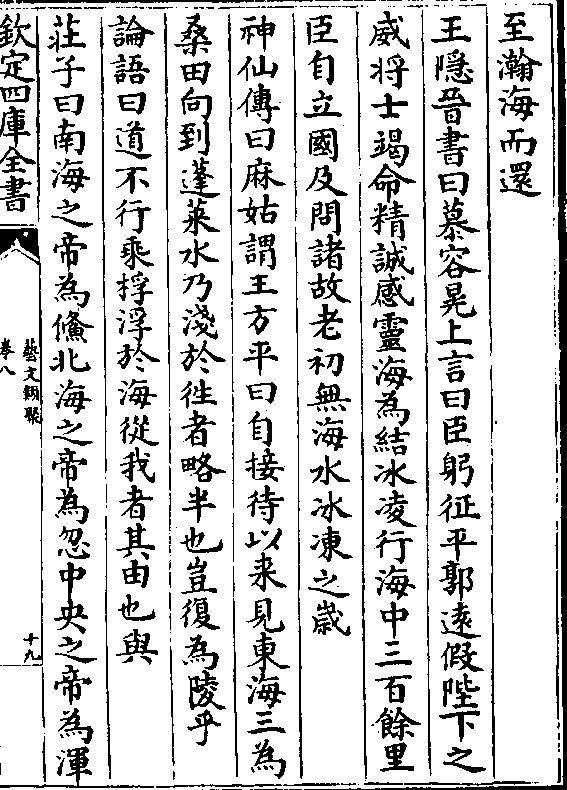 至瀚海而還
王隠晉書曰慕容晃上言曰臣躬征平郭遠假陛下之
威将士竭命精誠感靈海為結冰凌行海中三百餘里
臣自立國及問諸故老初無海水冰凍之歳
神仙傳曰麻姑謂王方平曰自接待以来見東海三為
桑田向到蓬萊水乃淺於徃者略半也豈復為陵乎
論語曰道不行乘捊浮於海從我者其由也與
莊子曰南海之帝為儵北海之帝為忽中央之帝為渾
欽定四庫全書
藝文類聚
卷八
十九